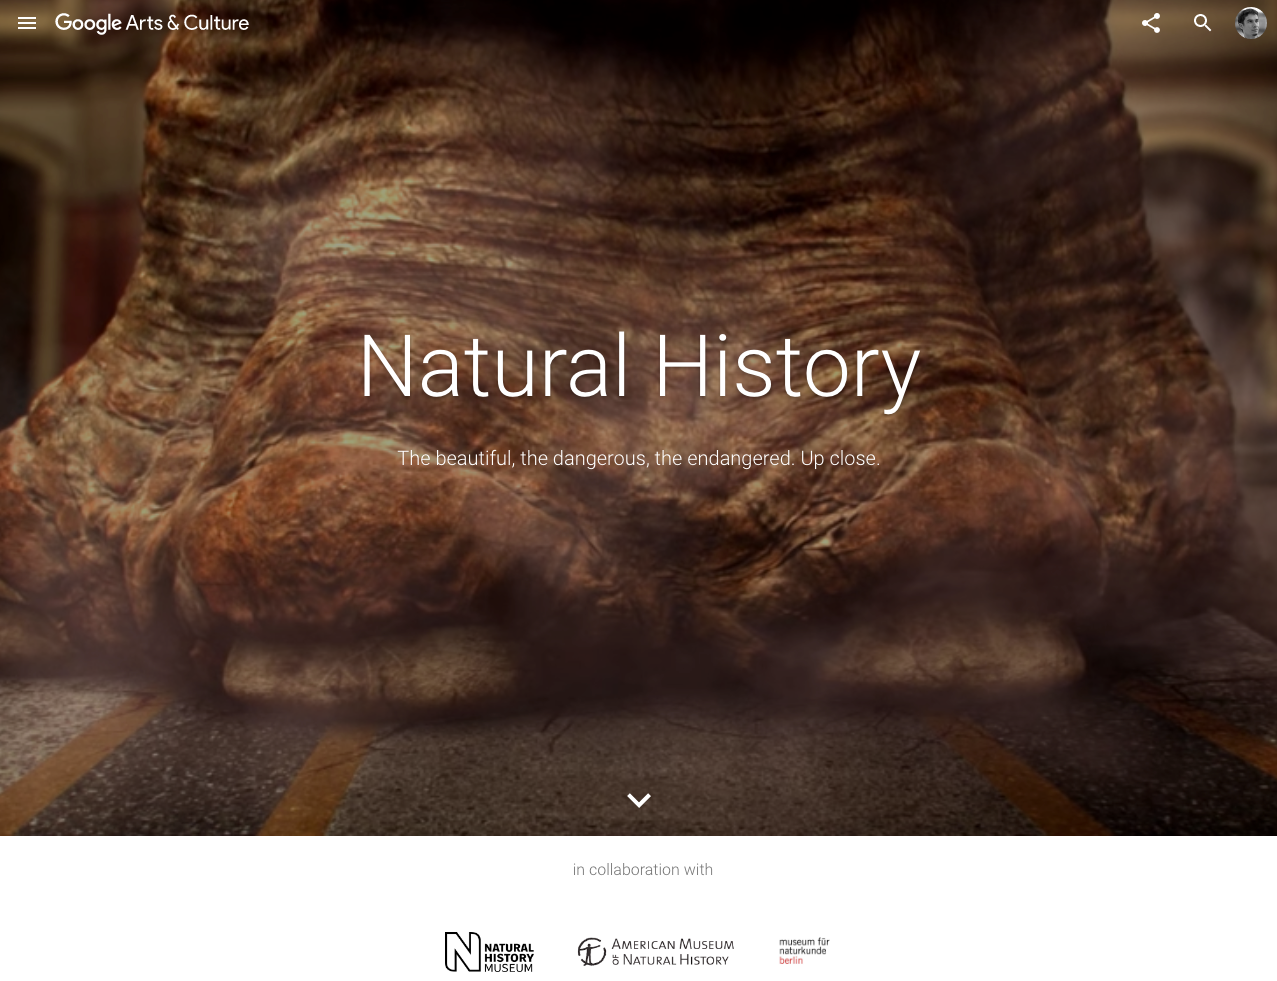 Google Arts & Culture
Natural History
The beautiful, the dangerous, the endangered. Up close.
in collaboration with
NATURAL
HISTORY
MUSEUM
AMERICAN MUSEUM
OF NATURAL HISTORY
museum für
naturkunde
berlin